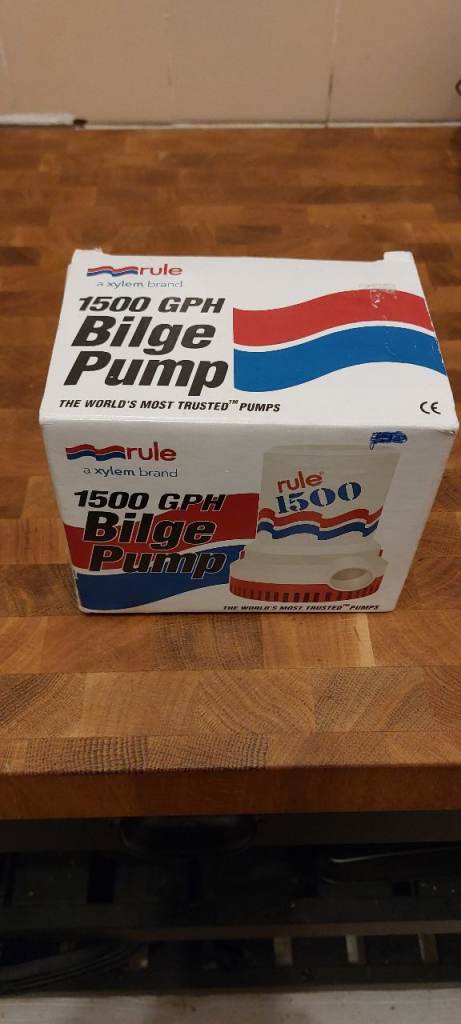 rule
a xylem brand
1500 GPH
Bilge
Pump
THE WORLD'S MOST TRUSTED™ PUMPS
CE
rule
a xylem brand
1500 GPH
Bilge
Pump
rule®
1500
THE WORLD'S MOST TRUSTED™ PUMPS